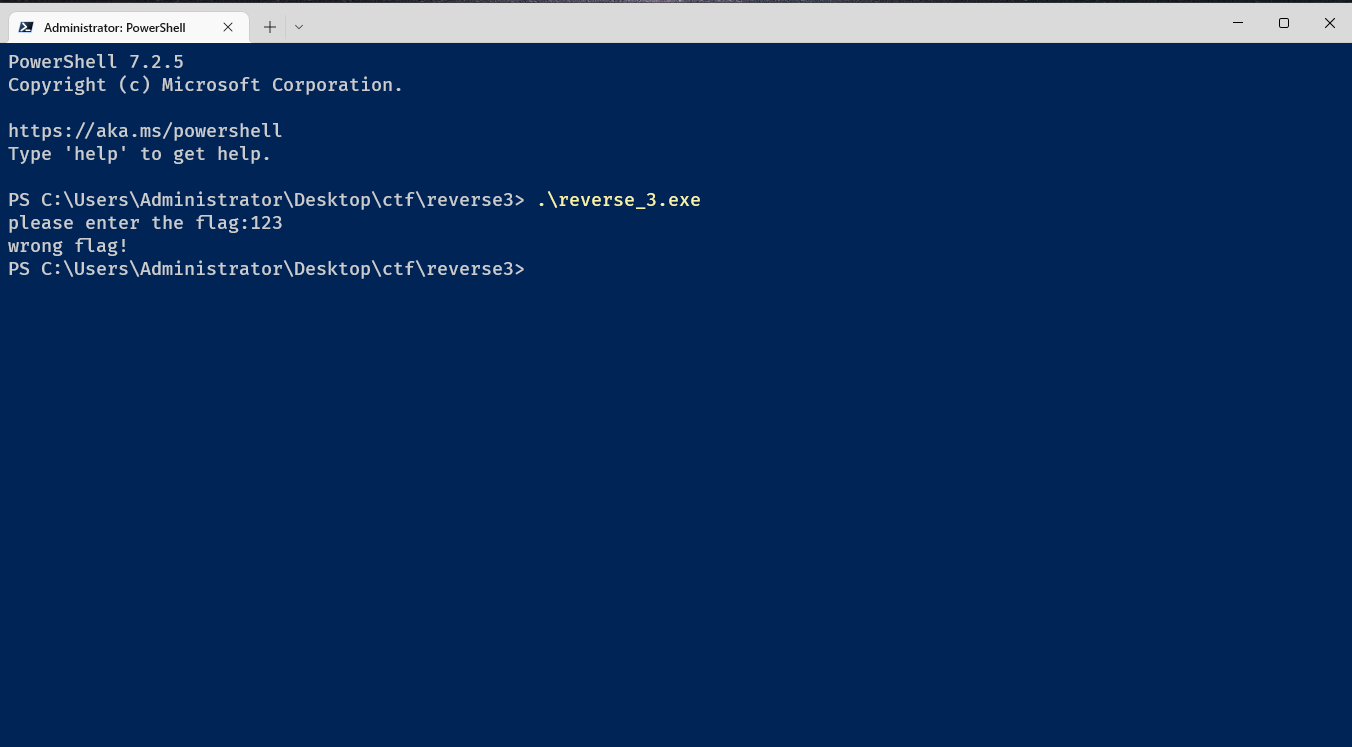 Administrator: PowerShell
PowerShell 7.2.5
Copyright (c) Microsoft Corporation.
https://aka.ms/powershell
Type 'help' to get help.
PS C:\Users\Administrator\Desktop\ctf\reverse3> .\reverse_3.exe
please enter the flag:123
wrong flag!
PS C:\Users\Administrator\Desktop\ctf\reverse3>